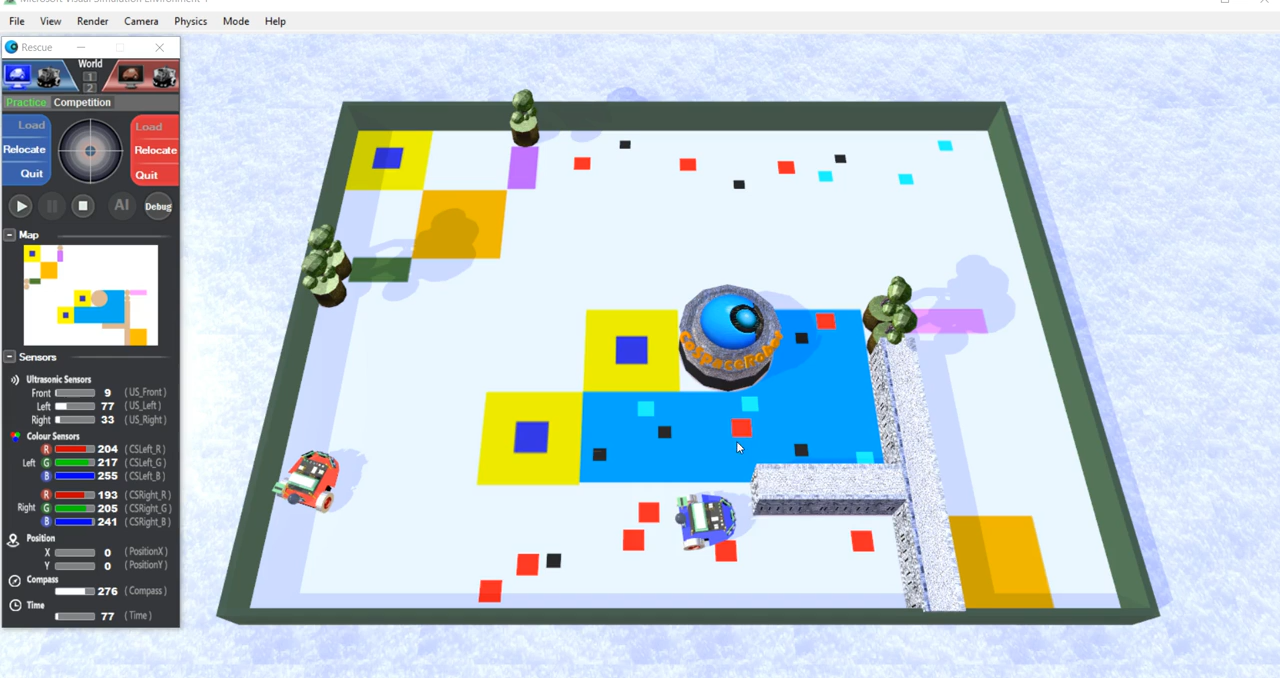 Microsoft Visual Simulation Environment 4
File View Render Camera Physics Mode Help
Rescue
World
1
2
Practice Competition
Load Load
Relocate Relocate
Quit Quit
AI Debug
Map
Sensors
Ultrasonic Sensors
Front 9 ( US_Front)
Left 77 ( US_Left)
Right 33 ( US_Right)
Colour Sensors
R 204 (CSLeft_R)
Left G 217 (CSLeft_G)
B 255 (CSLeft_B)
R 193 (CSRight_R)
Right G 205 (CSRight_G)
B 241 (CSRight_B)
Position
X 0 (PositionX)
Y 0 (PositionY)
Compass
276 (Compass)
Time
77 (Time)
CoSpaceRobot